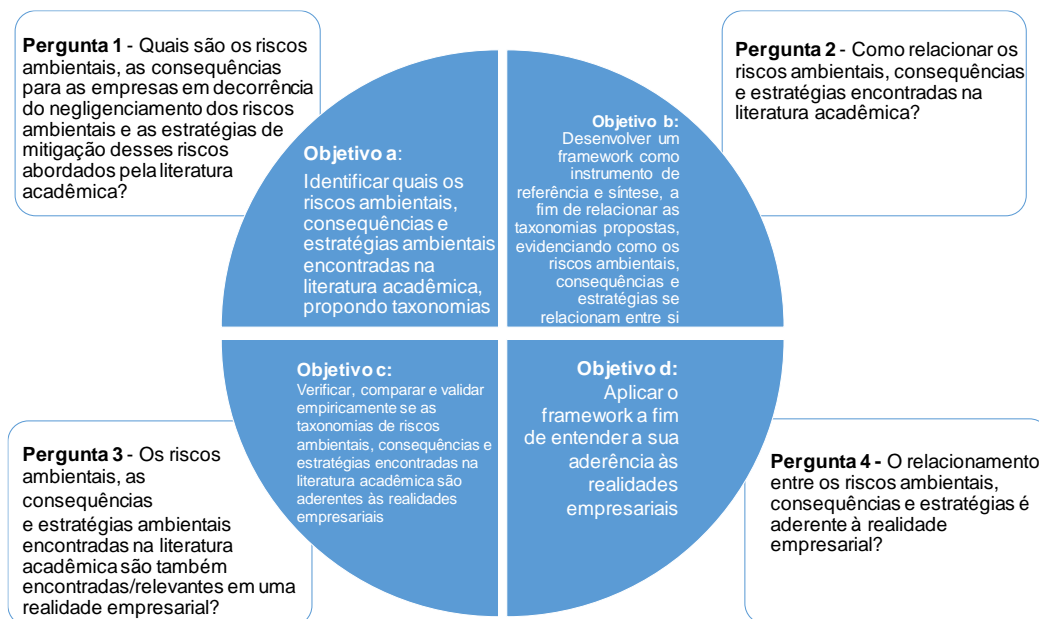 Pergunta 1 - Quais são os riscos
ambientais, as consequências
para as empresas em decorrência
do negligenciamento dos riscos
ambientais e as estratégias de
mitigação desses riscos
abordados pela literatura
acadêmica?
Objetivo a:
Identificar quais os
riscos ambientais,
consequências e
estratégias ambientais
encontradas na
literatura acadêmica,
propondo taxonomias
Objetivo b:
Desenvolver um
framework como
instrumento de
referência e síntese, a
fim de relacionar as
taxonomias propostas,
evidenciando como os
riscos ambientais,
consequências e
estratégias se
relacionam entre si
Pergunta 2 - Como relacionar os
riscos ambientais, consequências
e estratégias encontradas na
literatura acadêmica?
Pergunta 3 - Os riscos
ambientais, as
consequências
e estratégias ambientais
encontradas na literatura
acadêmica são também
encontradas/relevantes em uma
realidade empresarial?
Objetivo c:
Verificar, comparar e validar
empiricamente se as
taxonomias de riscos
ambientais, consequências e
estratégias encontradas na
literatura acadêmica são
aderentes às realidades
empresariais
Objetivo d:
Aplicar o
framework a fim
de entender a sua
aderência às
realidades
empresariais
Pergunta 4 - O relacionamento
entre os riscos ambientais,
consequências e estratégias é
aderente à realidade
empresarial?